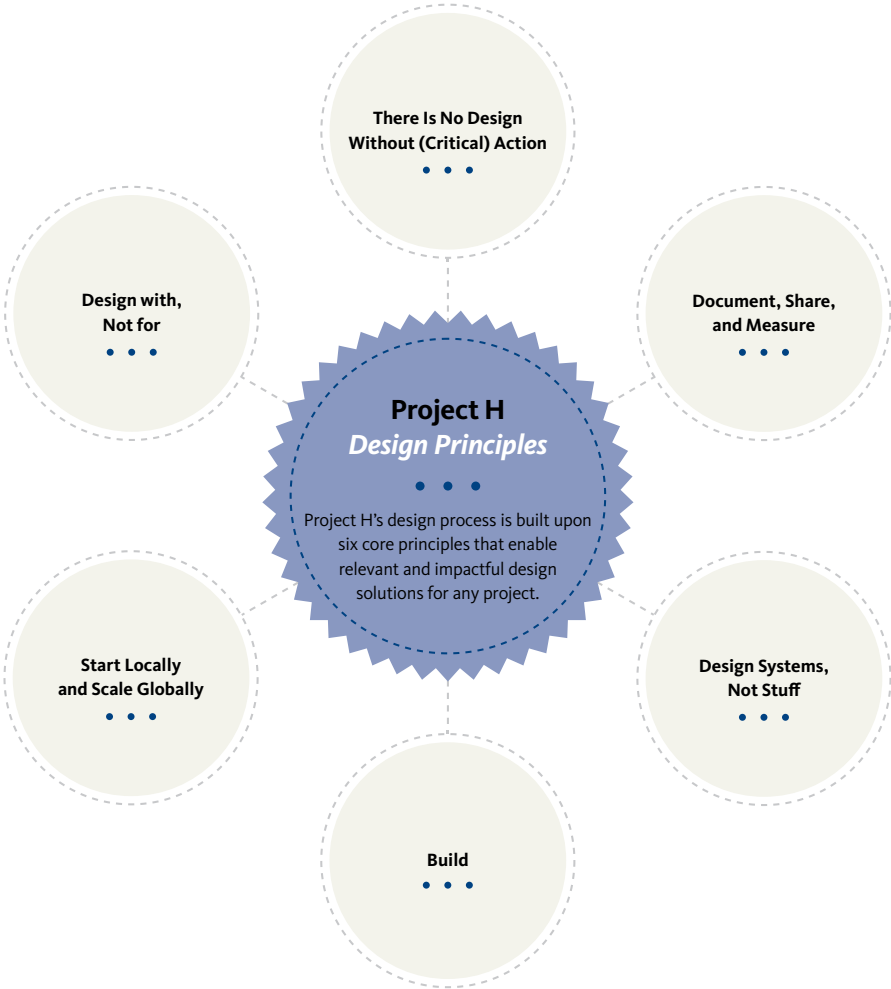 There Is No Design
Without (Critical) Action
Design with,
Not for
Document, Share,
and Measure
Project H
Design Principles
Project H’s design process is built upon
six core principles that enable
relevant and impactful design
solutions for any project.
Start Locally
and Scale Globally
Design Systems,
Not Stuff
Build